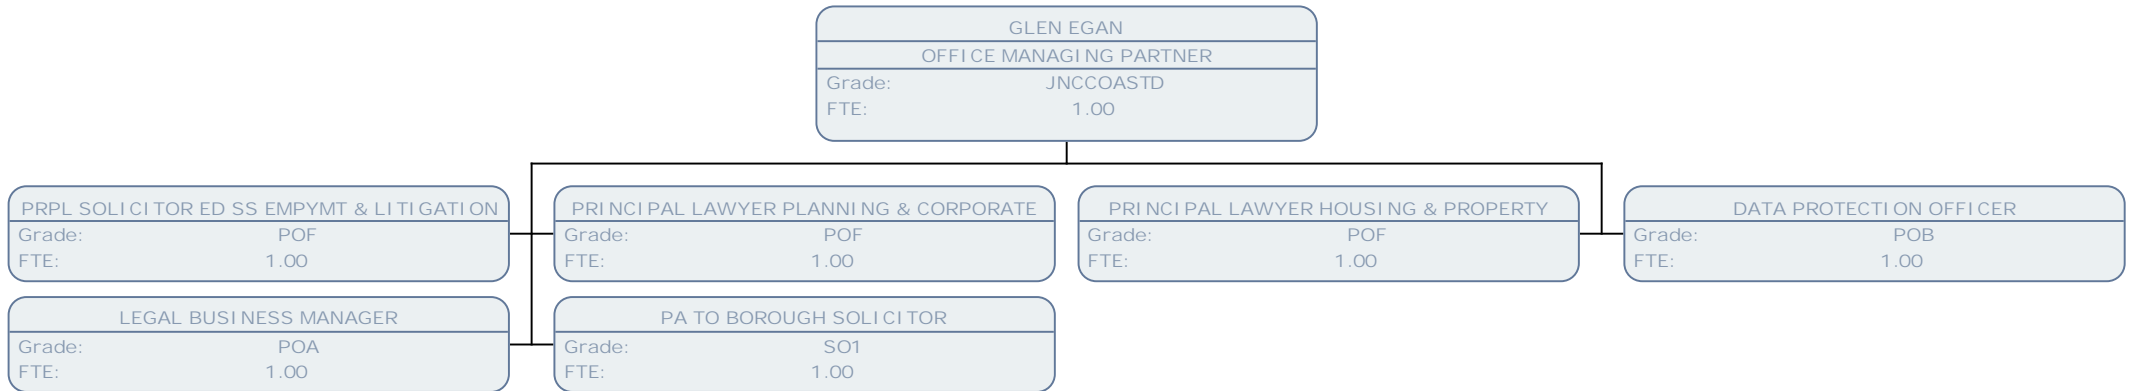 GLEN EGAN
OFFICE MANAGING PARTNER
Grade: JNCCOASTD
FTE: 1.00
PRPL SOLICITOR ED SS EMPYMT & LITIGATION
Grade: POF
FTE: 1.00
PRINCIPAL LAWYER PLANNING & CORPORATE
Grade: POF
FTE: 1.00
PRINCIPAL LAWYER HOUSING & PROPERTY
Grade: POF
FTE: 1.00
DATA PROTECTION OFFICER
Grade: POB
FTE: 1.00
LEGAL BUSINESS MANAGER
Grade: POA
FTE: 1.00
PA TO BOROUGH SOLICITOR
Grade: SO1
FTE: 1.00